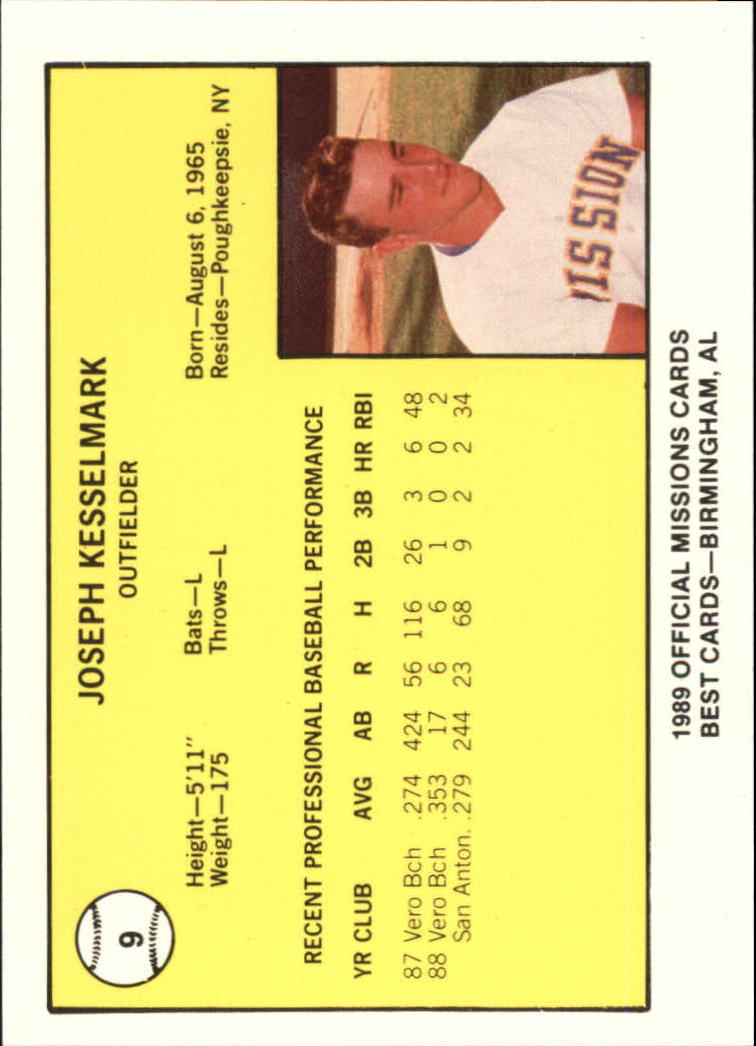 9
JOSEPH KESSELMARK
OUTFIELDER
Height—5'11" Bats—L Born—August 6, 1965
Weight—175 Throws—L Resides—Poughkeepsie, NY
RECENT PROFESSIONAL BASEBALL PERFORMANCE
YR CLUB AVG AB R H 2B 3B HR RBI
87 Vero Bch .274 424 56 116 26 3 6 48
88 Vero Bch .353 17 6 6 1 0 0 2
San Anton. .279 244 23 68 9 2 2 34
ISSION
1989 OFFICIAL MISSIONS CARDS
BEST CARDS—BIRMINGHAM, AL